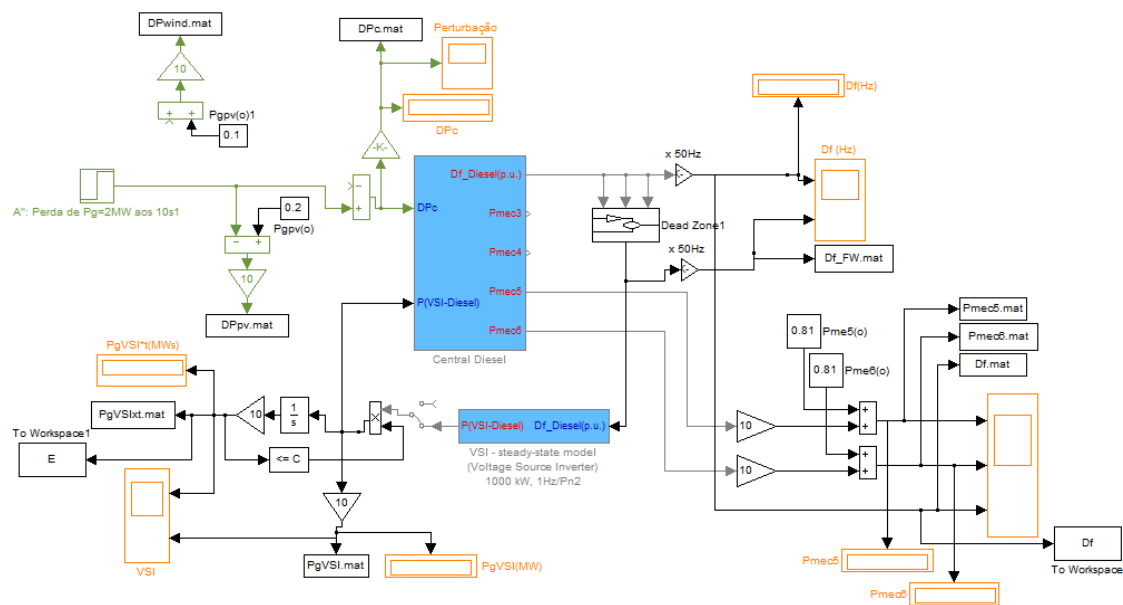 DPwind.mat
10
+ +
Pgpv(o)1
0.1
A": Perda de Pg=2MW aos 10s1
- +
0.2
Pgpv(o)
10
DPpv.mat
DPc.mat
Perturbação
DPc
-K-
-
+
DPc
P(VSI-Diesel)
Df_Diesel(p.u.)
Pmec3
Pmec4
Pmec5
Pmec6
Central Diesel
x 50Hz
Dead Zone1
x 50Hz
Df(Hz)
Df (Hz)
Df_FW.mat
PgVSI*t(MWs)
PgVSIxt.mat
To Workspace1
E
10
1
s
<= C
x
VSI
10
PgVSI.mat
PgVSI(MW)
P(VSI-Diesel)
Df_Diesel(p.u.)
VSI - steady-state model
(Voltage Source Inverter)
1000 kW, 1Hz/Pn2
0.81
Pme5(o)
0.81
Pme6(o)
10
+
+
10
+
+
Pmec5.mat
Pmec6.mat
Df.mat
Df
To Workspace
Pmec5
Pmec6